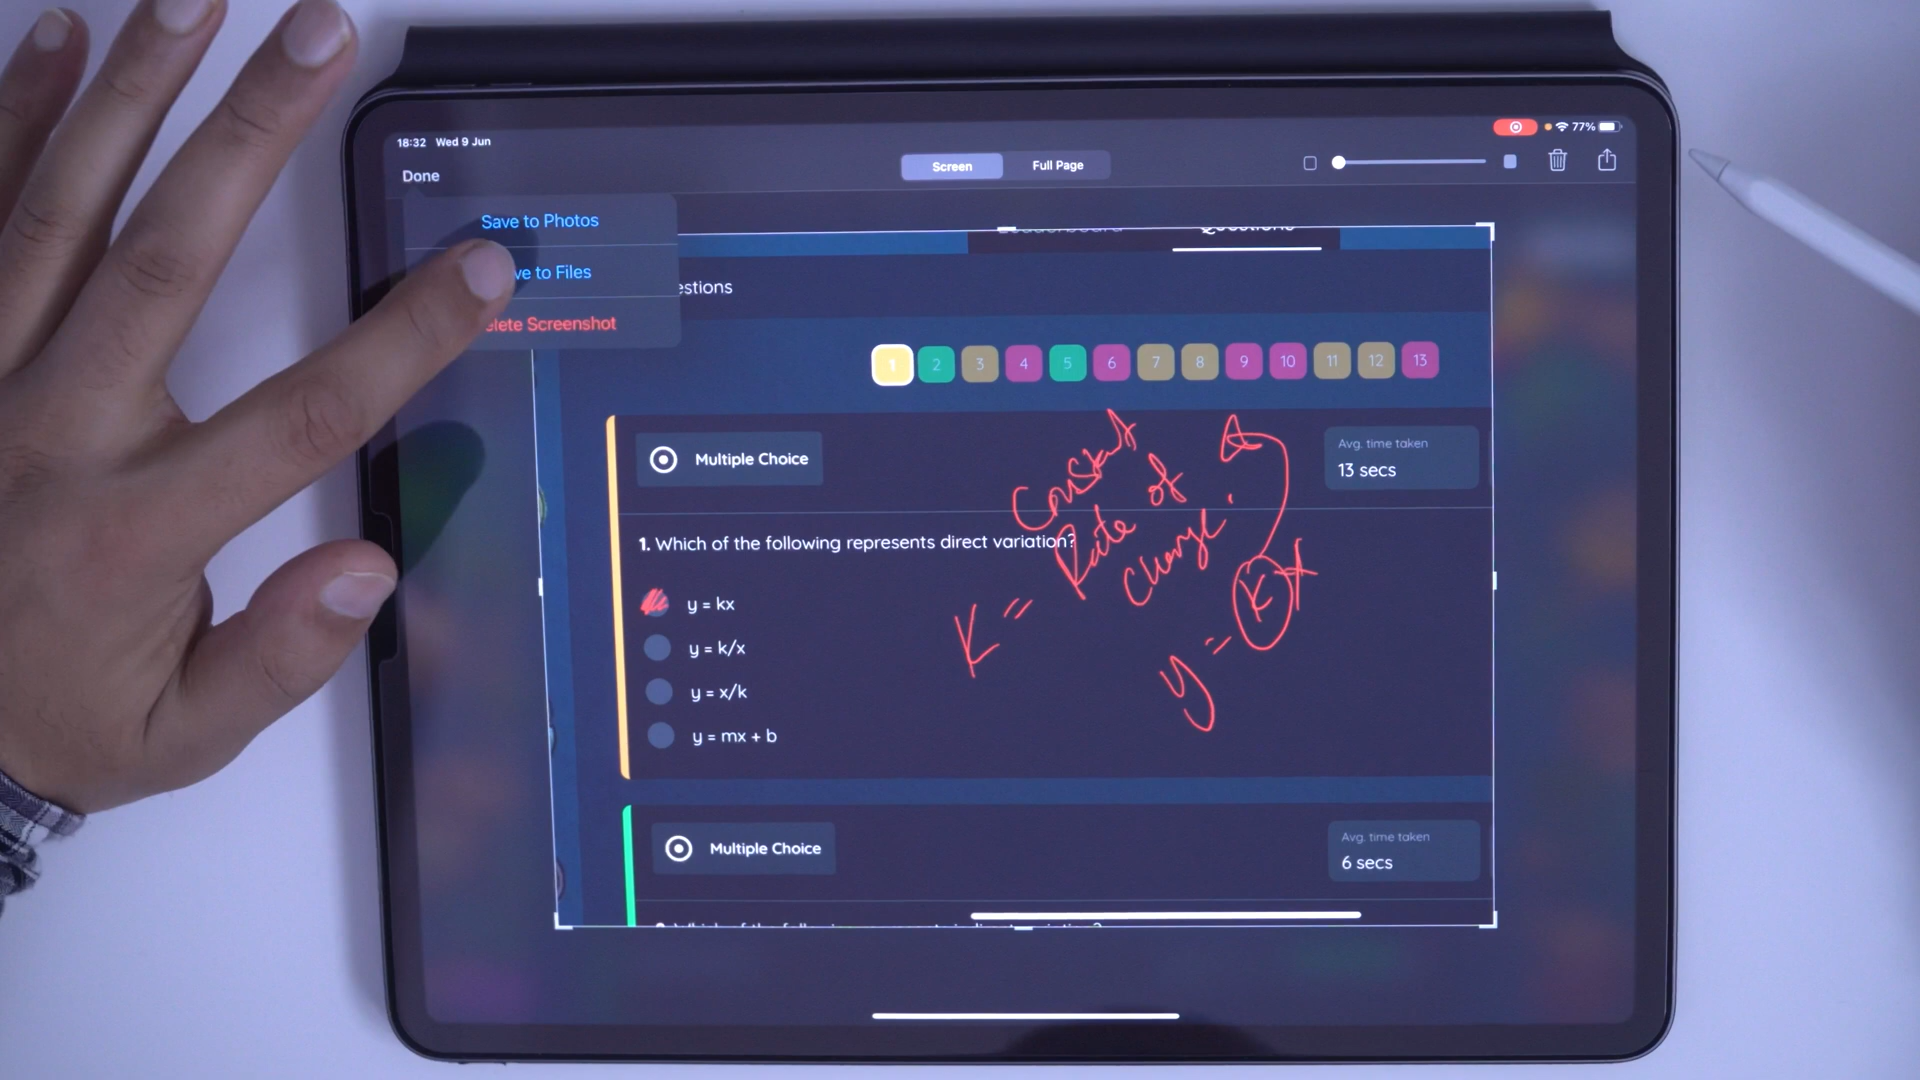 18:32 Wed 9 Jun
77%
Done
Screen
Full Page
Save to Photos
ve to Files
elete Screenshot
Questions
estions
1 2 3 4 5 6 7 8 9 10 11 12 13
Multiple Choice
Avg. time taken
13 secs
1. Which of the following represents direct variation?
y = kx
y = k/x
y = x/k
y = mx + b
K = Constant
Rate of
change.
y = kx
Multiple Choice
Avg. time taken
6 secs